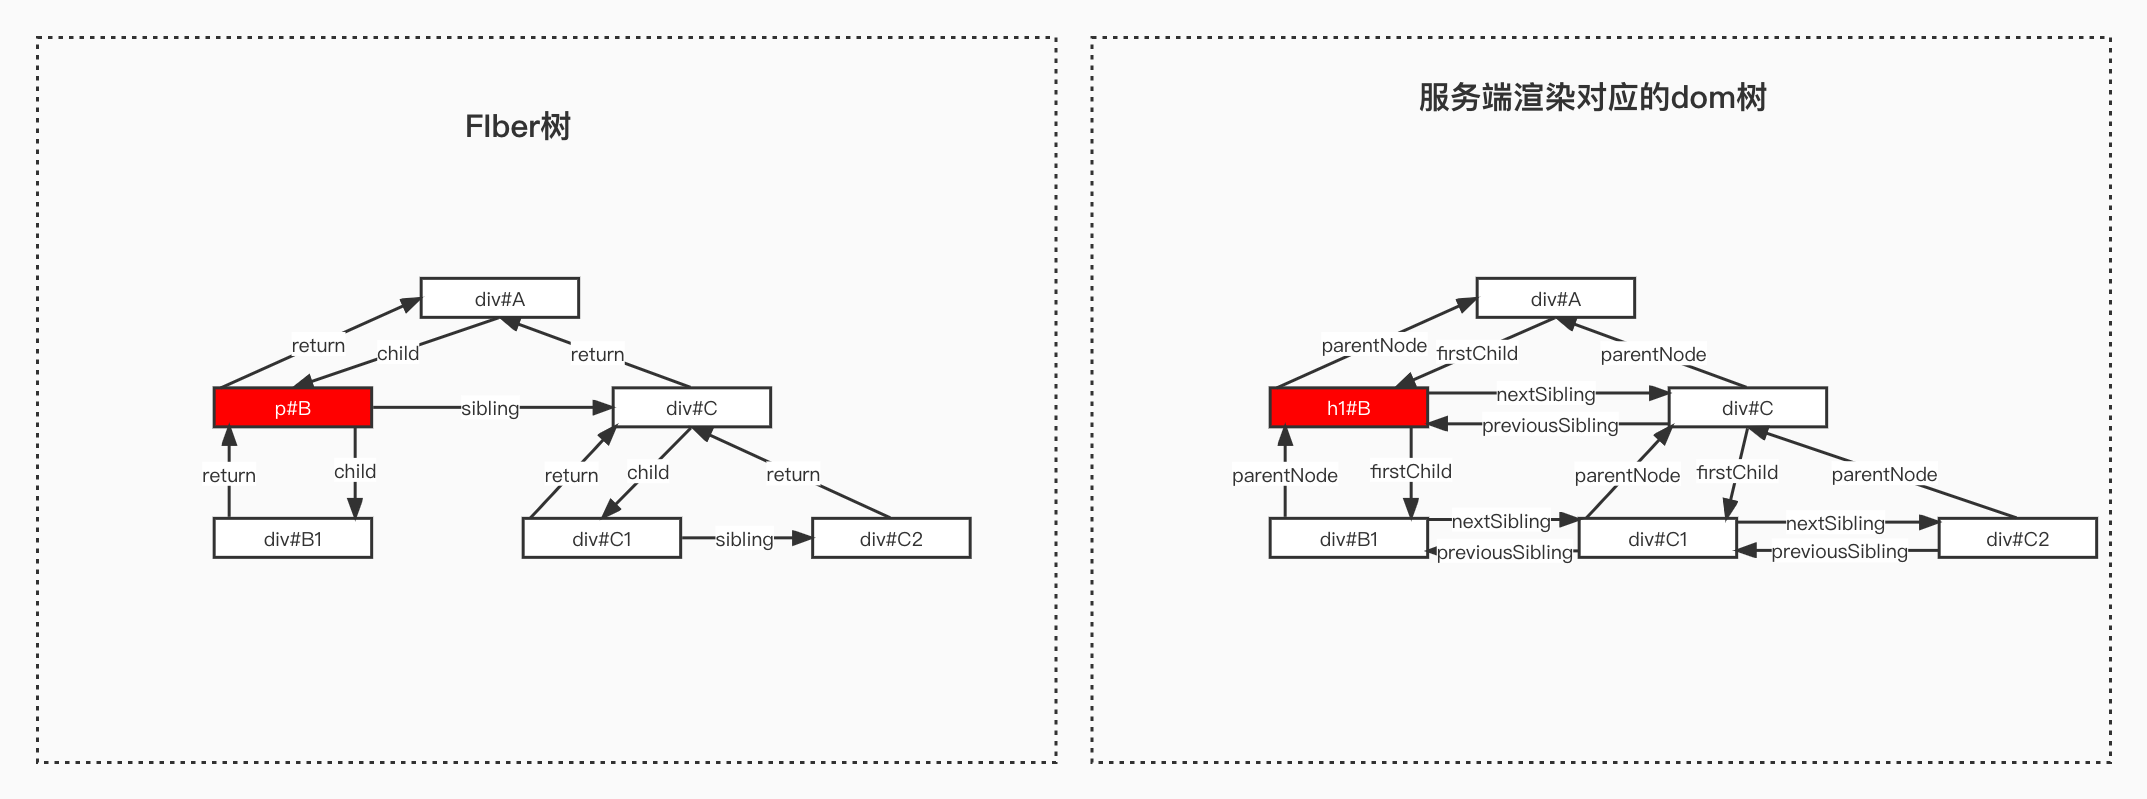 FIber树
div#A
return
child
return
p#B
sibling
div#C
return
child
return
child
return
div#B1
div#C1
sibling
div#C2
服务端渲染对应的dom树
div#A
parentNode
firstChild
parentNode
h1#B
nextSibling
previousSibling
div#C
parentNode
firstChild
parentNode
firstChild
parentNode
div#B1
nextSibling
previousSibling
div#C1
nextSibling
previousSibling
div#C2